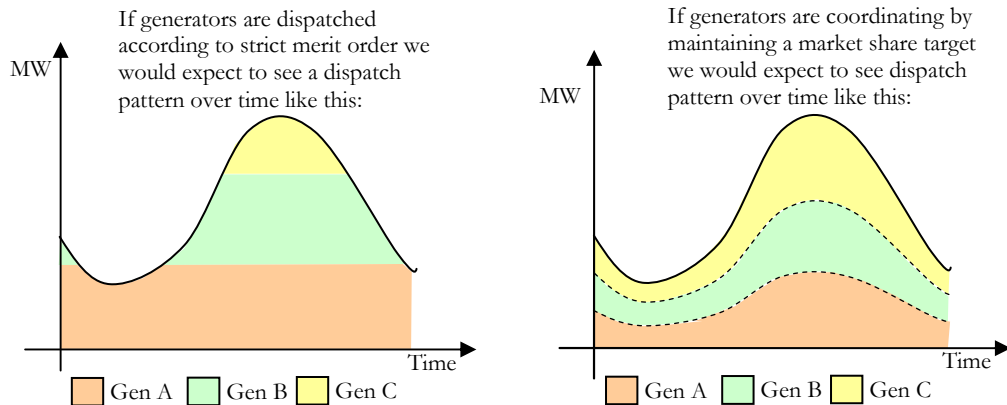 If generators are dispatched
according to strict merit order we
would expect to see a dispatch
pattern over time like this:
MW
Time
Gen A Gen B Gen C
If generators are coordinating by
maintaining a market share target
we would expect to see dispatch
pattern over time like this:
MW
Time
Gen A Gen B Gen C